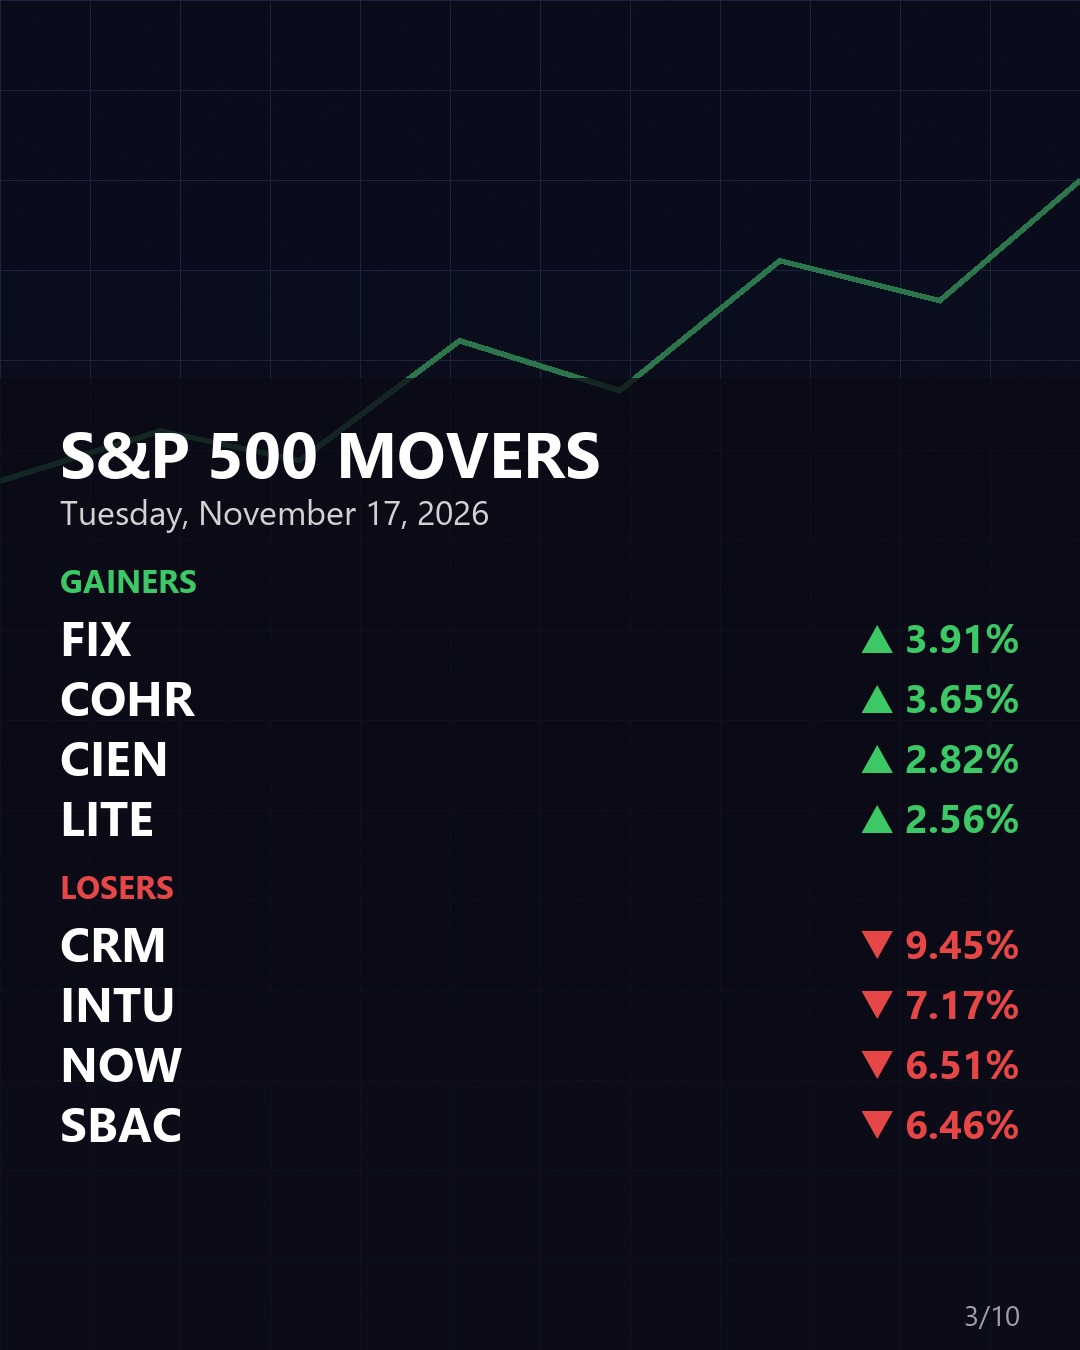 S&P 500 MOVERS
Tuesday, November 17, 2026
GAINERS
FIX ▲ 3.91%
COHR ▲ 3.65%
CIEN ▲ 2.82%
LITE ▲ 2.56%
LOSERS
CRM ▼ 9.45%
INTU ▼ 7.17%
NOW ▼ 6.51%
SBAC ▼ 6.46%
3/10